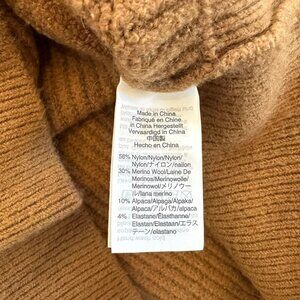 Made in China
Fabriqué en Chine
in China Hergestellt
Vervaardigd in China
中国製
Hecho en China
56% Nylon/Nylon/Nylon/
Nylon/ナイロン/nailon
30% Merino Wool/Laine De
Merinos/Merinowolle/
Merinowol/メリノウー
ル/lana merino
10% Alpaca/Alpaga/Alpaka/
Alpaca/アルパカ/alpaca
4% Elastane/Élasthanne/
Elastan/Elastaan/エラス
テーン/elastano